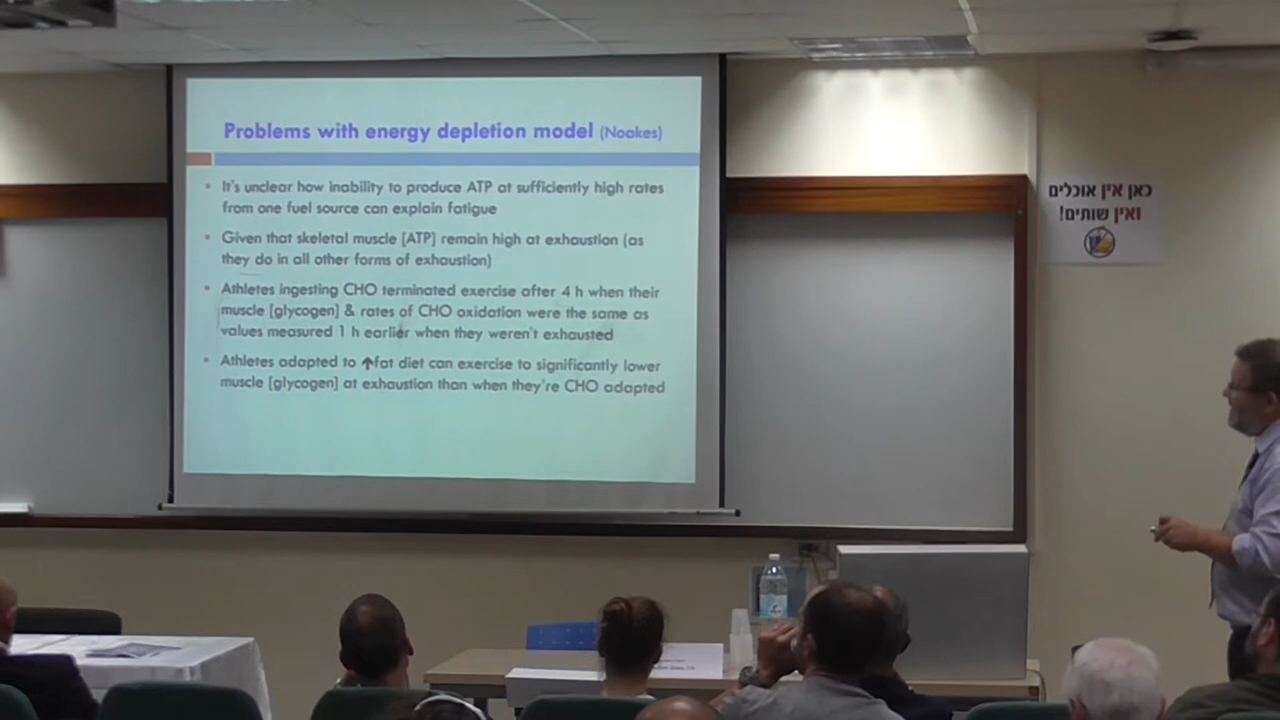 Problems with energy depletion model (Noakes)
It's unclear how inability to produce ATP at sufficiently high rates
from one fuel source can explain fatigue
Given that skeletal muscle [ATP] remain high at exhaustion (as
they do in all other forms of exhaustion)
Athletes ingesting CHO terminated exercise after 4 h when their
muscle [glycogen] & rates of CHO oxidation were the same as
values measured 1 h earlier when they weren't exhausted
Athletes adapted to ↑fat diet can exercise to significantly lower
muscle [glycogen] at exhaustion than when they're CHO adapted
כאן אין אוכלים
ואין שותים!